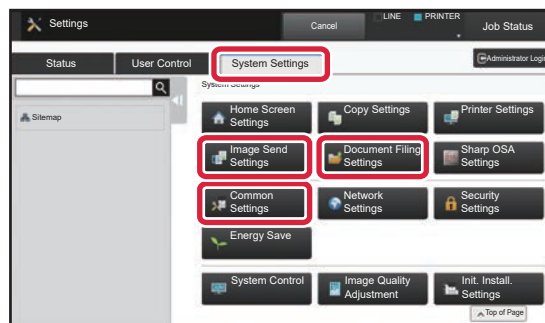 Settings
Cancel
LINE
PRINTER
Job Status
Status
User Control
System Settings
Administrator Logi
System Settings
Sitemap
Home Screen
Settings
Copy Settings
Printer Settings
Image Send
Settings
Document Filing
Settings
Sharp OSA
Settings
Common
Settings
Network
Settings
Security
Settings
Energy Save
System Control
Image Quality
Adjustment
Init. Install.
Settings
Top of Page